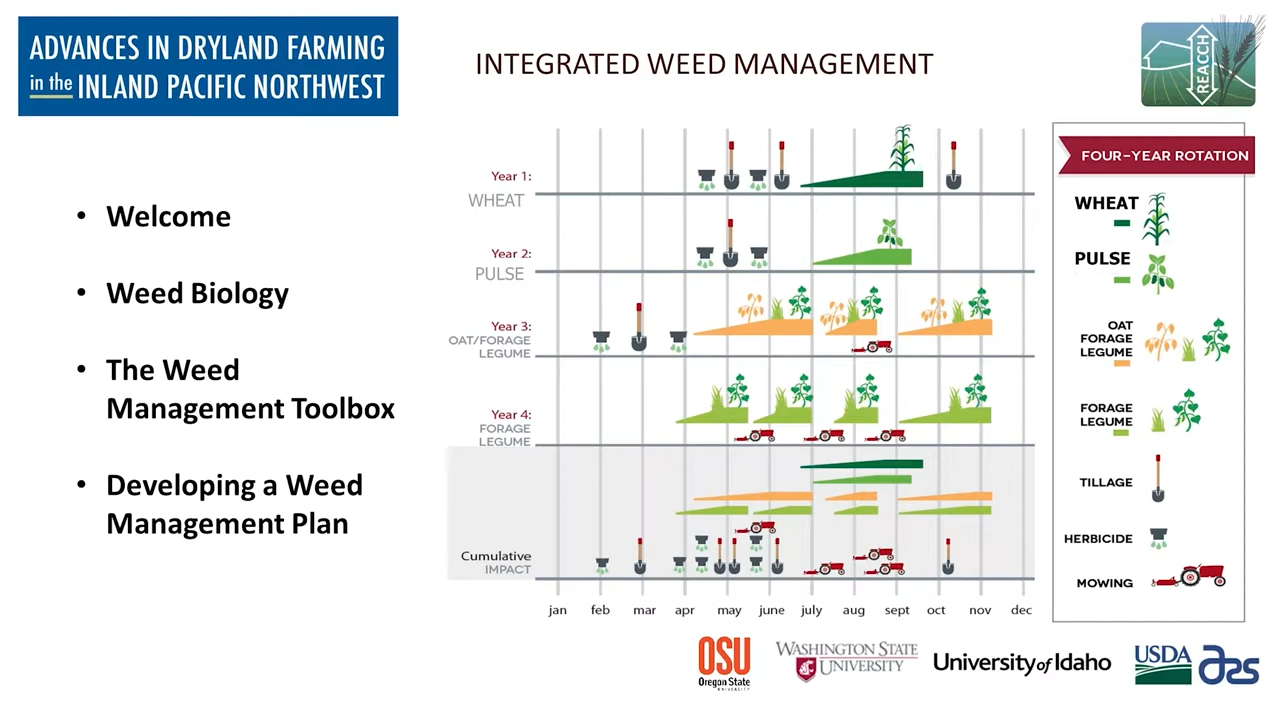 ADVANCES IN DRYLAND FARMING
in the INLAND PACIFIC NORTHWEST
INTEGRATED WEED MANAGEMENT
REACCH
• Welcome
• Weed Biology
• The Weed
Management Toolbox
• Developing a Weed
Management Plan
Year 1:
WHEAT
Year 2:
PULSE
Year 3:
OAT/FORAGE
LEGUME
Year 4:
FORAGE
LEGUME
Cumulative
IMPACT
jan feb mar apr may june july aug sept oct nov dec
FOUR-YEAR ROTATION
WHEAT
PULSE
OAT
FORAGE
LEGUME
FORAGE
LEGUME
TILLAGE
HERBICIDE
MOWING
OSU
Oregon State
UNIVERSITY
WASHINGTON STATE
UNIVERSITY
University of Idaho
USDA
ars